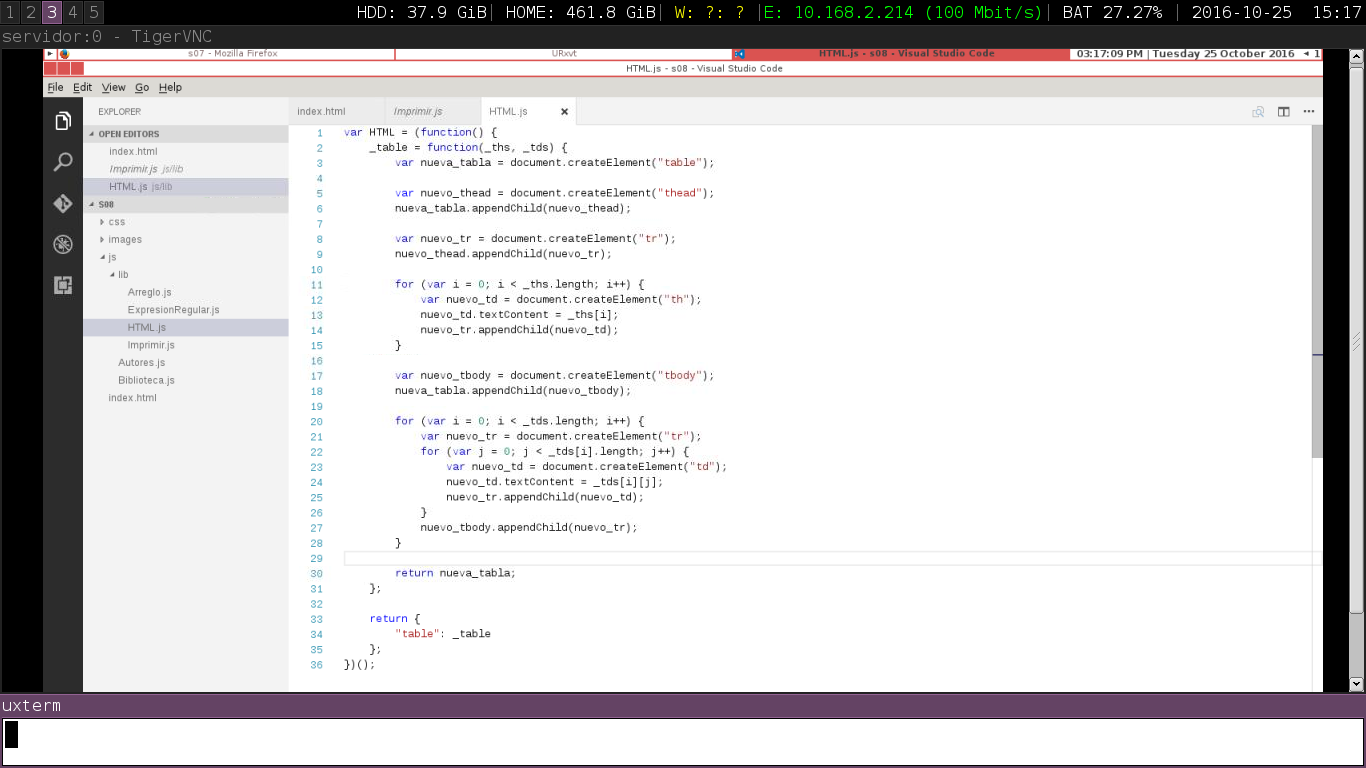 1 2 3 4 5 HDD: 37.9 GiB| HOME: 461.8 GiB| W: ?: ? |E: 10.168.2.214 (100 Mbit/s)| BAT 27.27% | 2016-10-25 15:17
servidor:0 - TigerVNC
s07 - Mozilla Firefox URxvt HTML.js - s08 - Visual Studio Code 03:17:09 PM | Tuesday 25 October 2016 1
HTML.js - s08 - Visual Studio Code
File Edit View Go Help
EXPLORER
OPEN EDITORS
index.html
Imprimir.js js/lib
HTML.js js/lib
S08
css
images
js
lib
Arreglo.js
ExpresionRegular.js
HTML.js
Imprimir.js
Autores.js
Biblioteca.js
index.html
index.html Imprimir.js HTML.js
1 var HTML = (function() {
2 _table = function(_ths, _tds) {
3 var nueva_tabla = document.createElement("table");
4
5 var nuevo_thead = document.createElement("thead");
6 nueva_tabla.appendChild(nuevo_thead);
7
8 var nuevo_tr = document.createElement("tr");
9 nuevo_thead.appendChild(nuevo_tr);
10
11 for (var i = 0; i < _ths.length; i++) {
12 var nuevo_td = document.createElement("th");
13 nuevo_td.textContent = _ths[i];
14 nuevo_tr.appendChild(nuevo_td);
15 }
16
17 var nuevo_tbody = document.createElement("tbody");
18 nueva_tabla.appendChild(nuevo_tbody);
19
20 for (var i = 0; i < _tds.length; i++) {
21 var nuevo_tr = document.createElement("tr");
22 for (var j = 0; j < _tds[i].length; j++) {
23 var nuevo_td = document.createElement("td");
24 nuevo_td.textContent = _tds[i][j];
25 nuevo_tr.appendChild(nuevo_td);
26 }
27 nuevo_tbody.appendChild(nuevo_tr);
28 }
29
30 return nueva_tabla;
31 };
32
33 return {
34 "table": _table
35 };
36 })();
uxterm